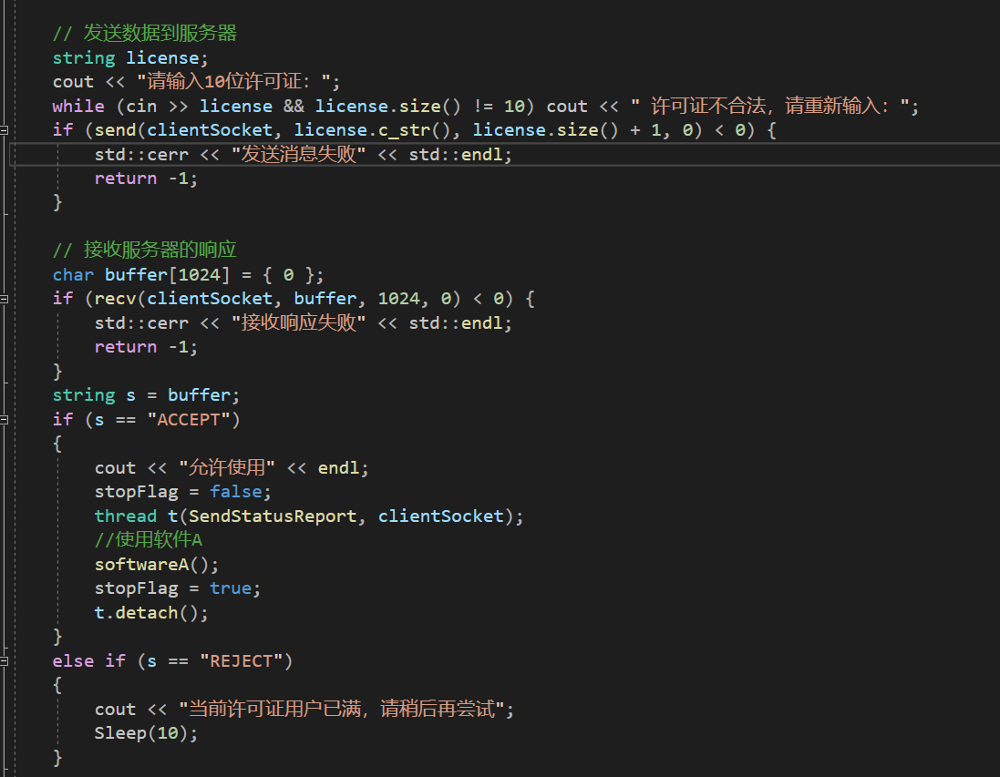 // 发送数据到服务器
string license;
cout << "请输入10位许可证：";
while (cin >> license && license.size() != 10) cout << " 许可证不合法，请重新输入：";
if (send(clientSocket, license.c_str(), license.size() + 1, 0) < 0) {
std::cerr << "发送消息失败" << std::endl;
return -1;
}
// 接收服务器的响应
char buffer[1024] = { 0 };
if (recv(clientSocket, buffer, 1024, 0) < 0) {
std::cerr << "接收响应失败" << std::endl;
return -1;
}
string s = buffer;
if (s == "ACCEPT")
{
cout << "允许使用" << endl;
stopFlag = false;
thread t(SendStatusReport, clientSocket);
//使用软件A
softwareA();
stopFlag = true;
t.detach();
}
else if (s == "REJECT")
{
cout << "当前许可证用户已满，请稍后再尝试";
Sleep(10);
}